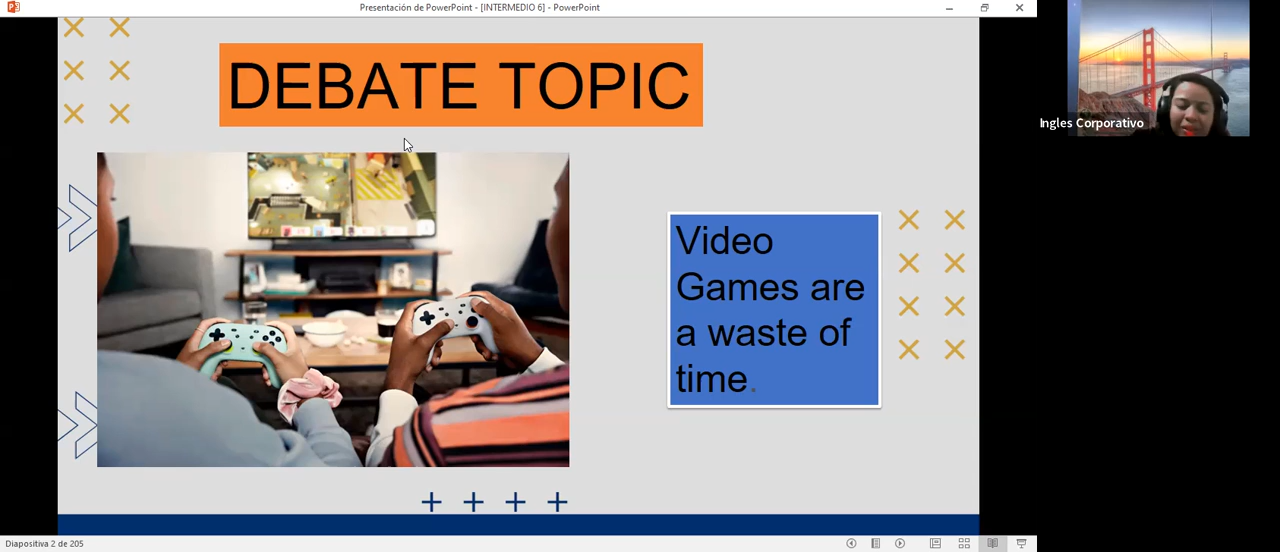 Presentación de PowerPoint - [INTERMEDIO 6] - PowerPoint
DEBATE TOPIC
Ingles Corporativo
Video
Games are
a waste of
time.
Diapositiva 2 de 205